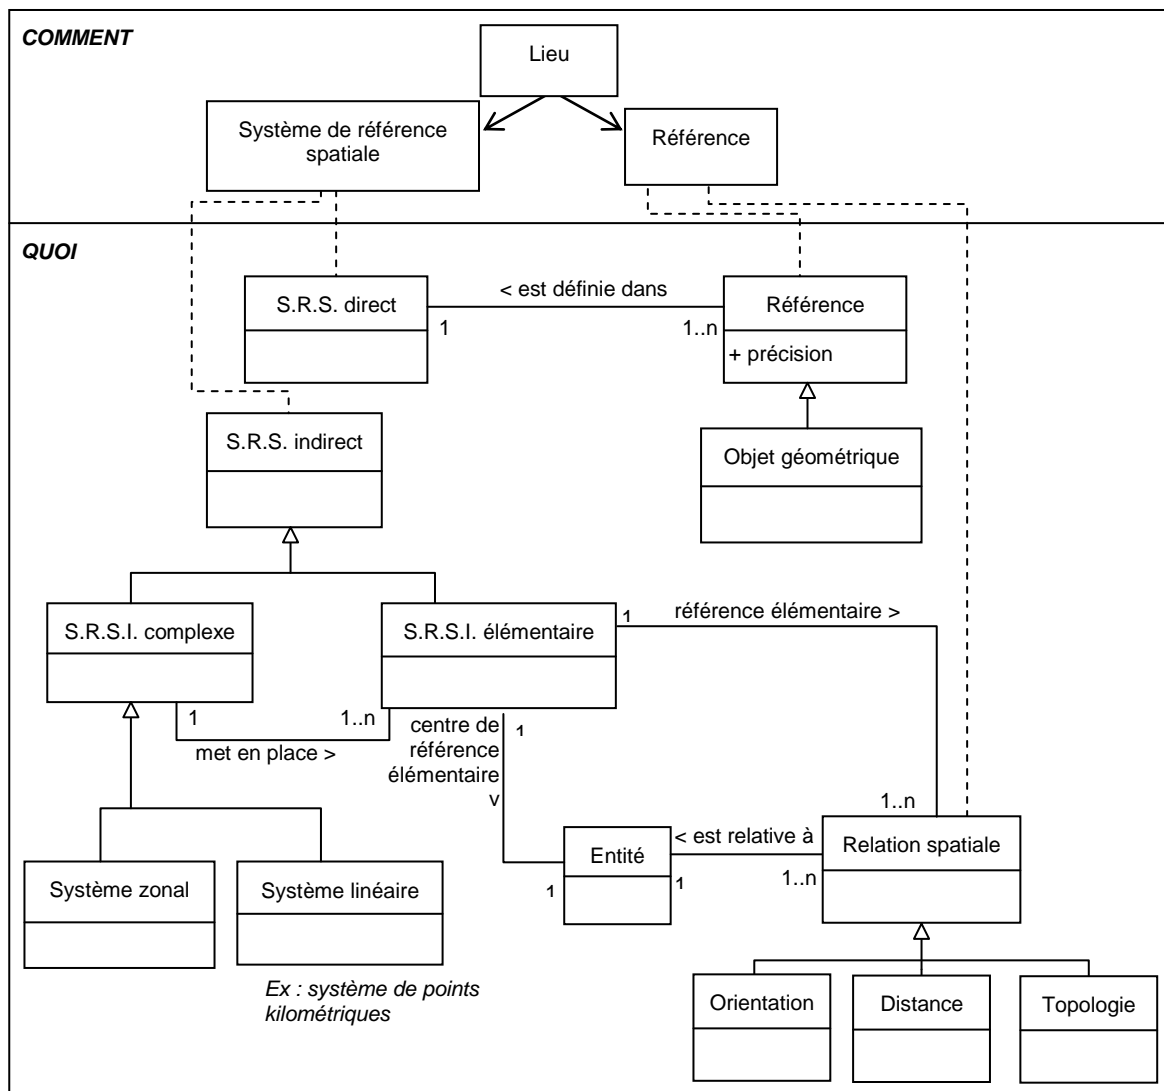 COMMENT
Lieu
Système de référence
spatiale
Référence
QUOI
S.R.S. direct
< est définie dans
1
1..n
Référence
+ précision
S.R.S. indirect
Objet géométrique
S.R.S.I. complexe
S.R.S.I. élémentaire
1
référence élémentaire >
1
1..n
met en place >
centre de
référence
élémentaire
v
1
1..n
Entité
< est relative à
1
1
1..n
Relation spatiale
Système zonal
Système linéaire
Ex : système de points
kilométriques
Orientation
Distance
Topologie